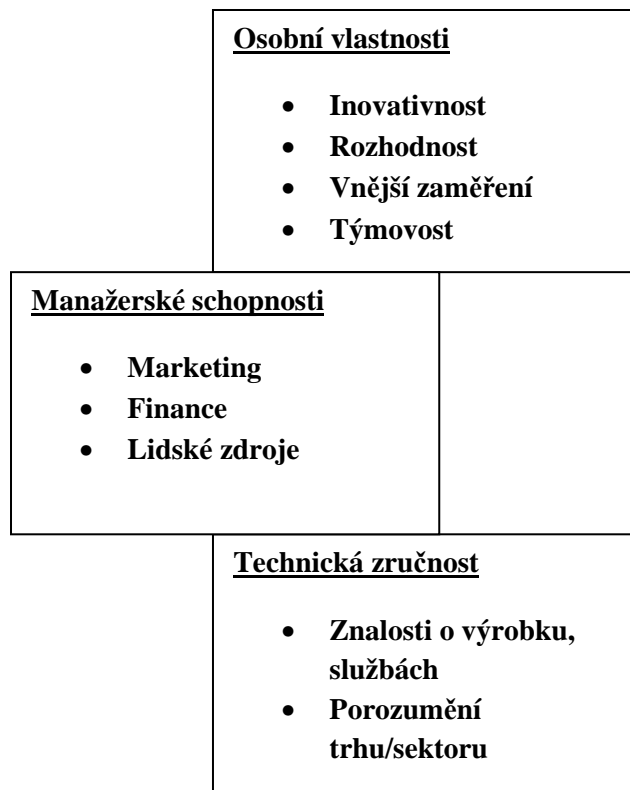 Osobní vlastnosti
• Inovativnost
• Rozhodnost
• Vnější zaměření
• Týmovost
Manažerské schopnosti
• Marketing
• Finance
• Lidské zdroje
Technická zručnost
• Znalosti o výrobku,
službách
• Porozumění
trhu/sektoru